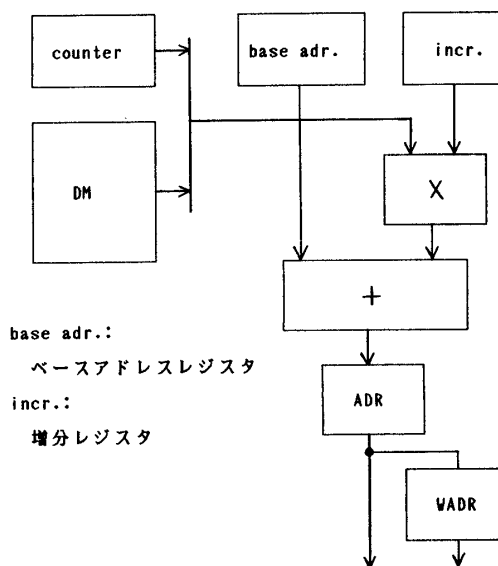 counter
base adr.
incr.
DM
X
+
base adr.:
ベースアドレスレジスタ
incr.:
増分レジスタ
ADR
WADR